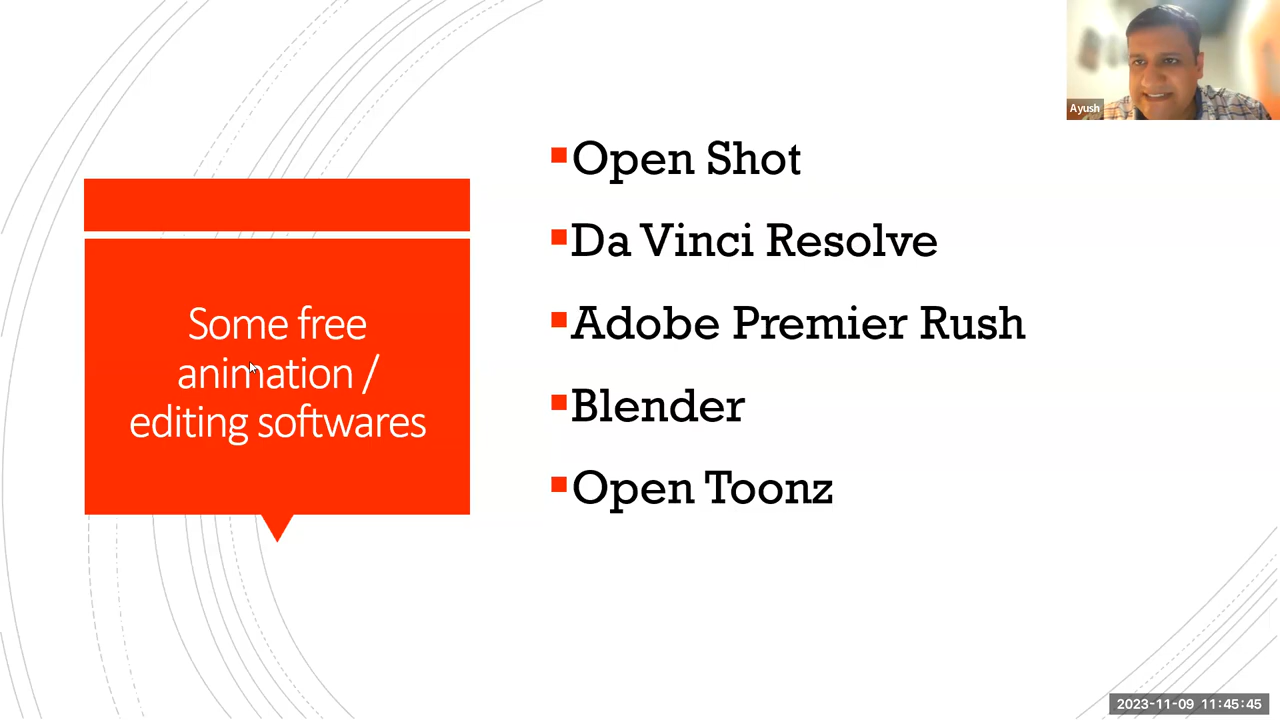 Ayush
Open Shot
Da Vinci Resolve
Adobe Premier Rush
Blender
Open Toonz
Some free
animation /
editing softwares
2023-11-09 11:45:45